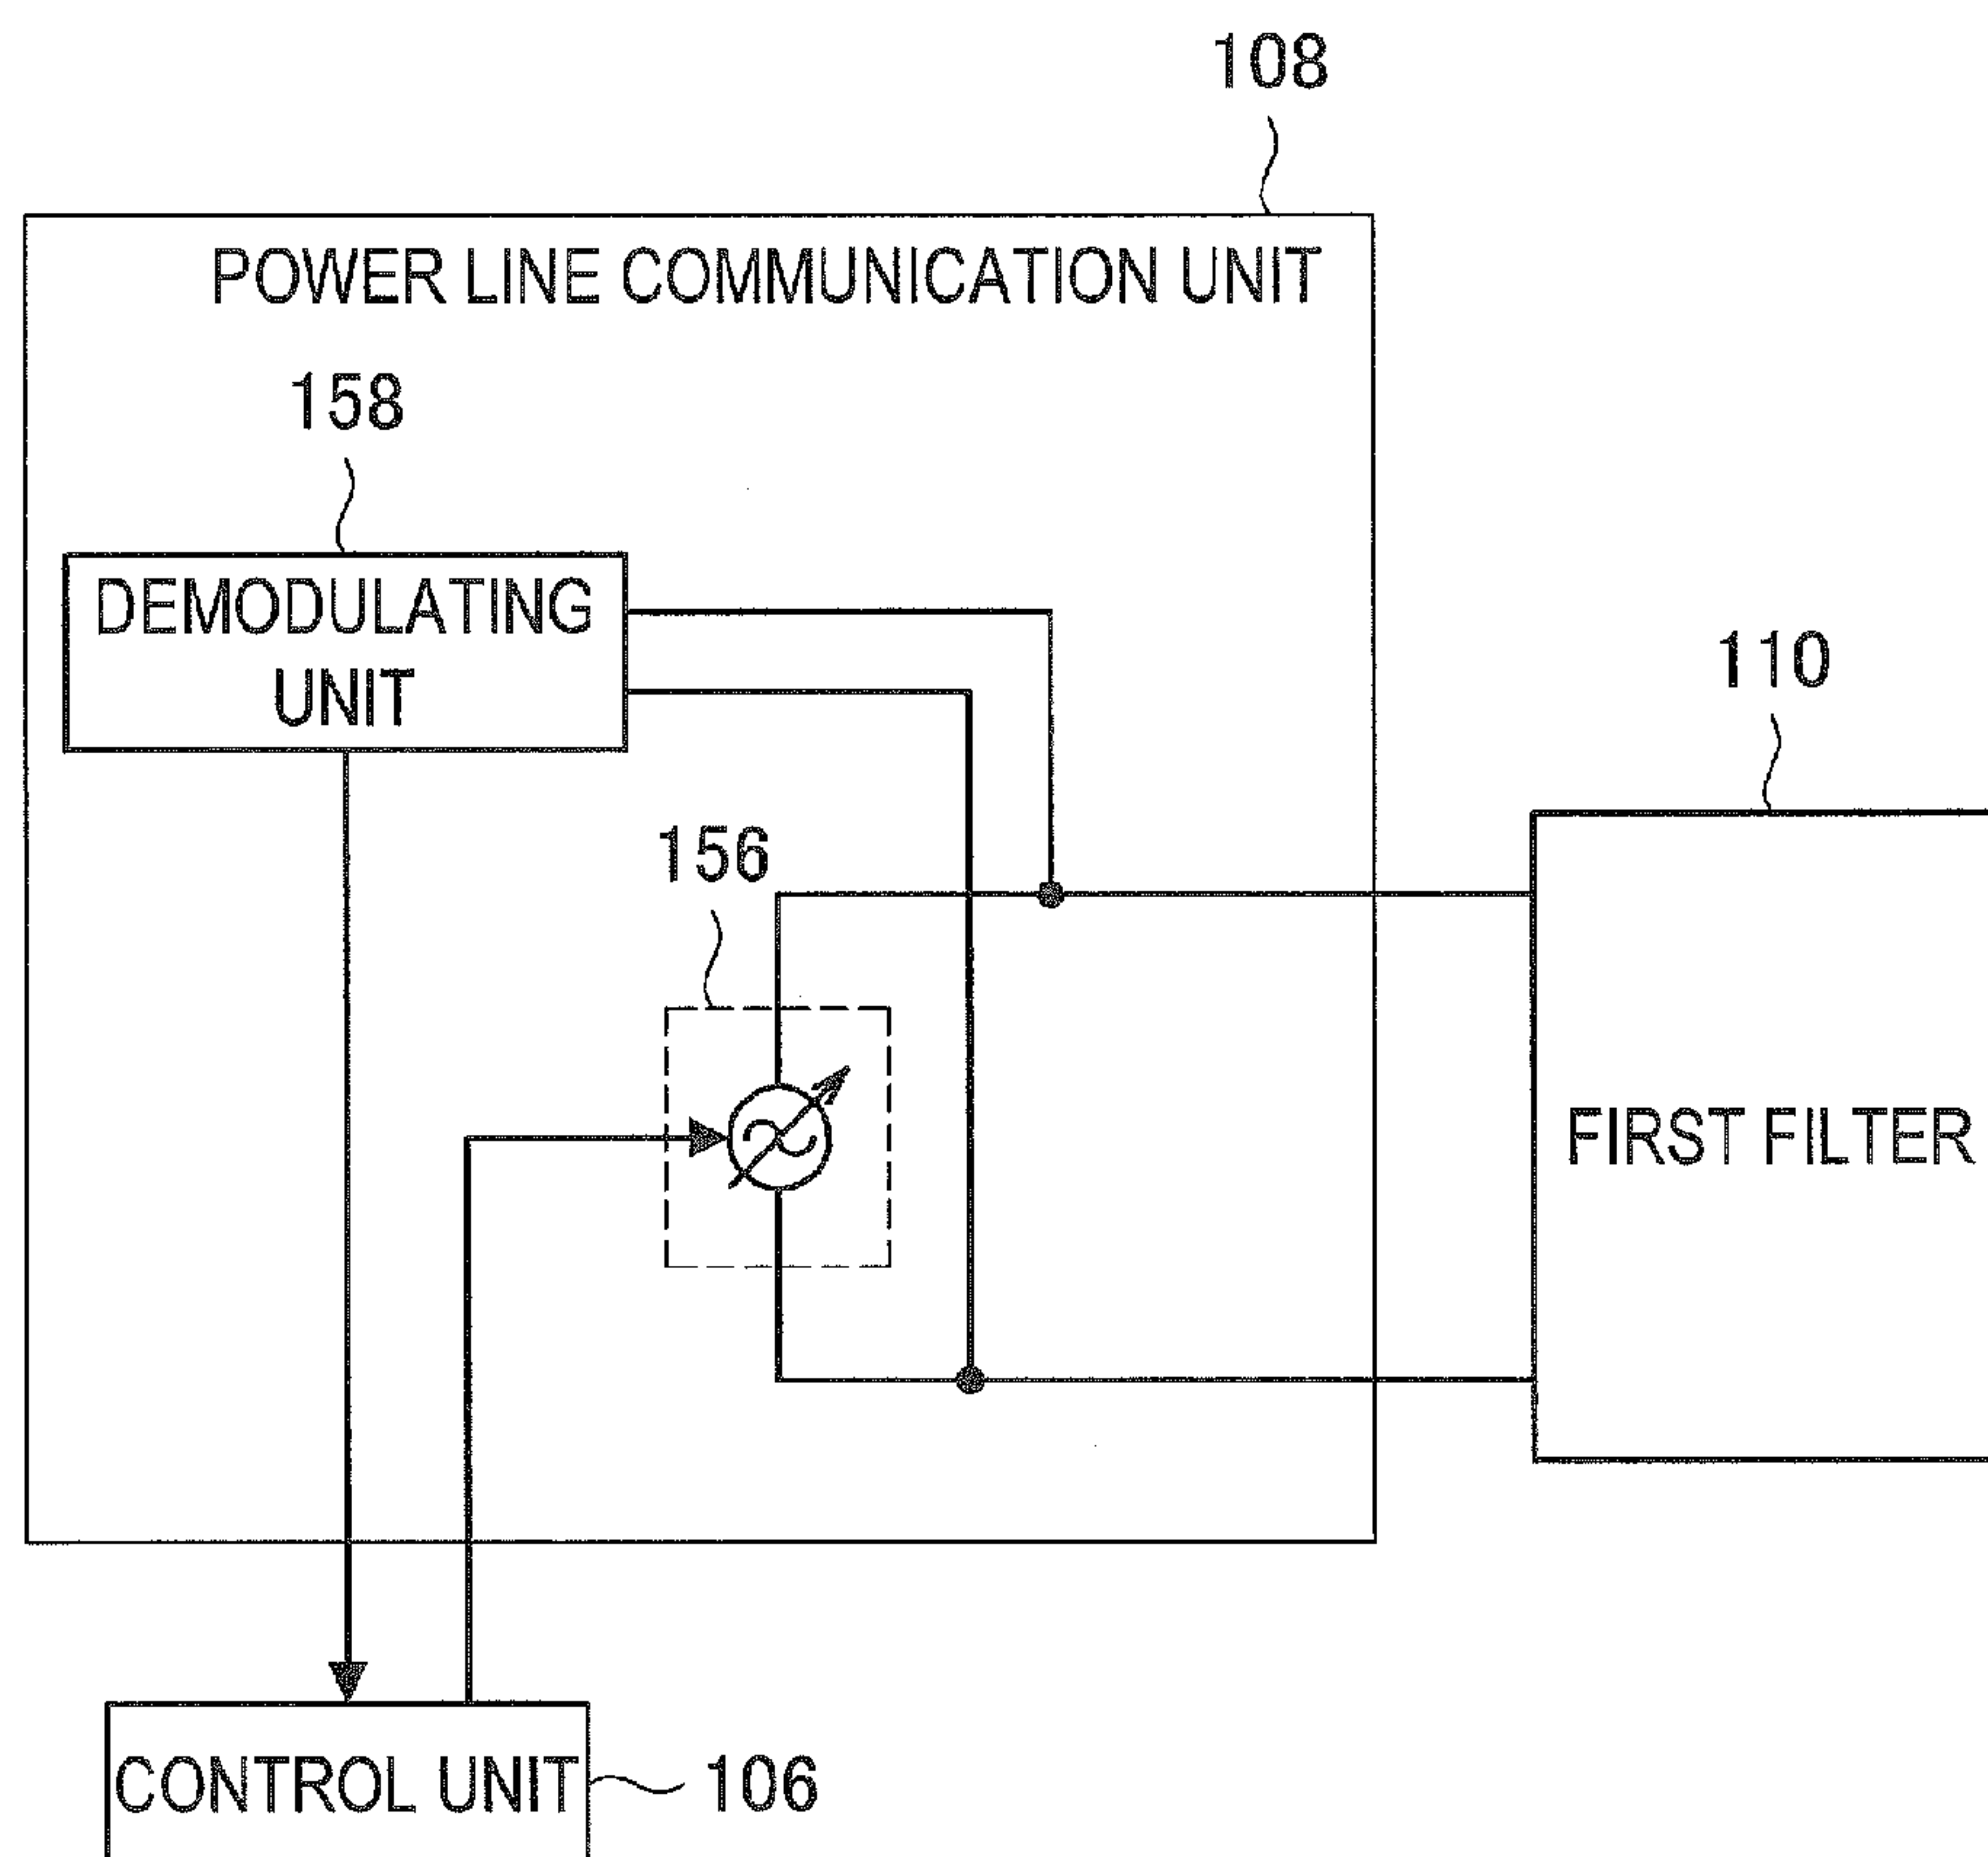 108
POWER LINE COMMUNICATION UNIT
158
DEMODULATING
UNIT
110
156
FIRST FILTER
CONTROL UNIT
106